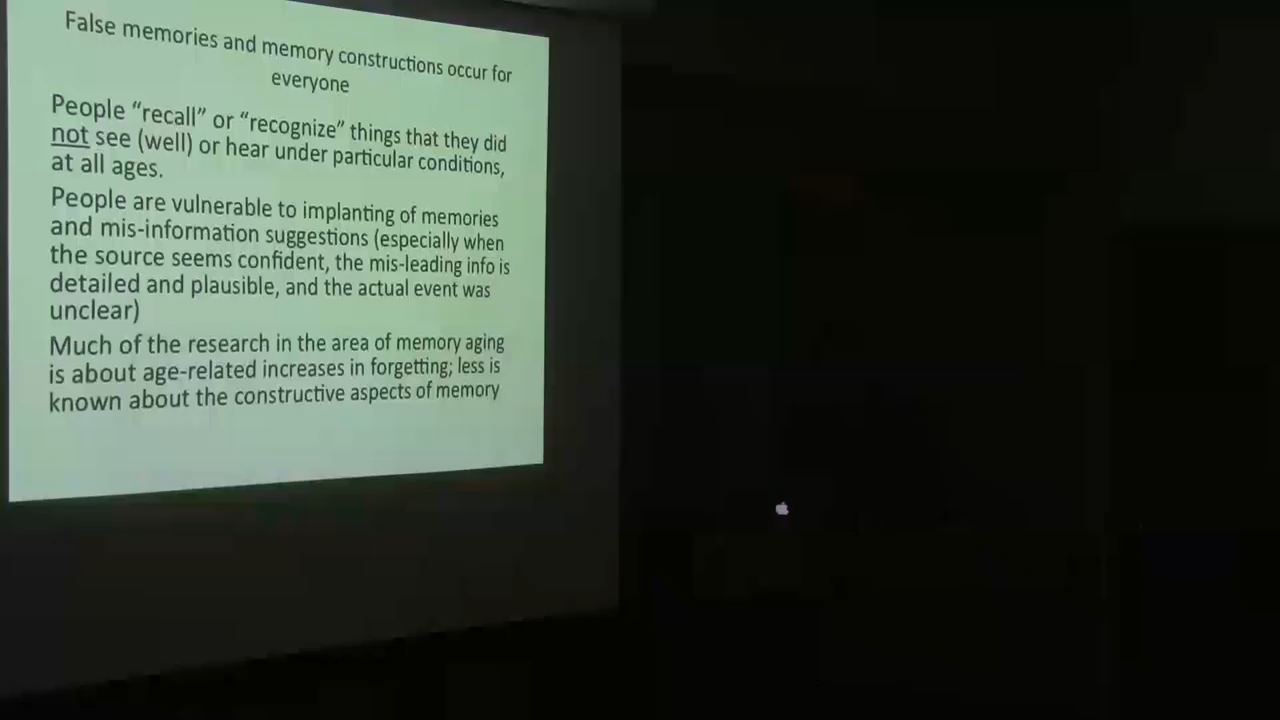 False memories and memory constructions occur for
everyone
People “recall” or “recognize” things that they did
not see (well) or hear under particular conditions,
at all ages.
People are vulnerable to implanting of memories
and mis-information suggestions (especially when
the source seems confident, the mis-leading info is
detailed and plausible, and the actual event was
unclear)
Much of the research in the area of memory aging
is about age-related increases in forgetting; less is
known about the constructive aspects of memory